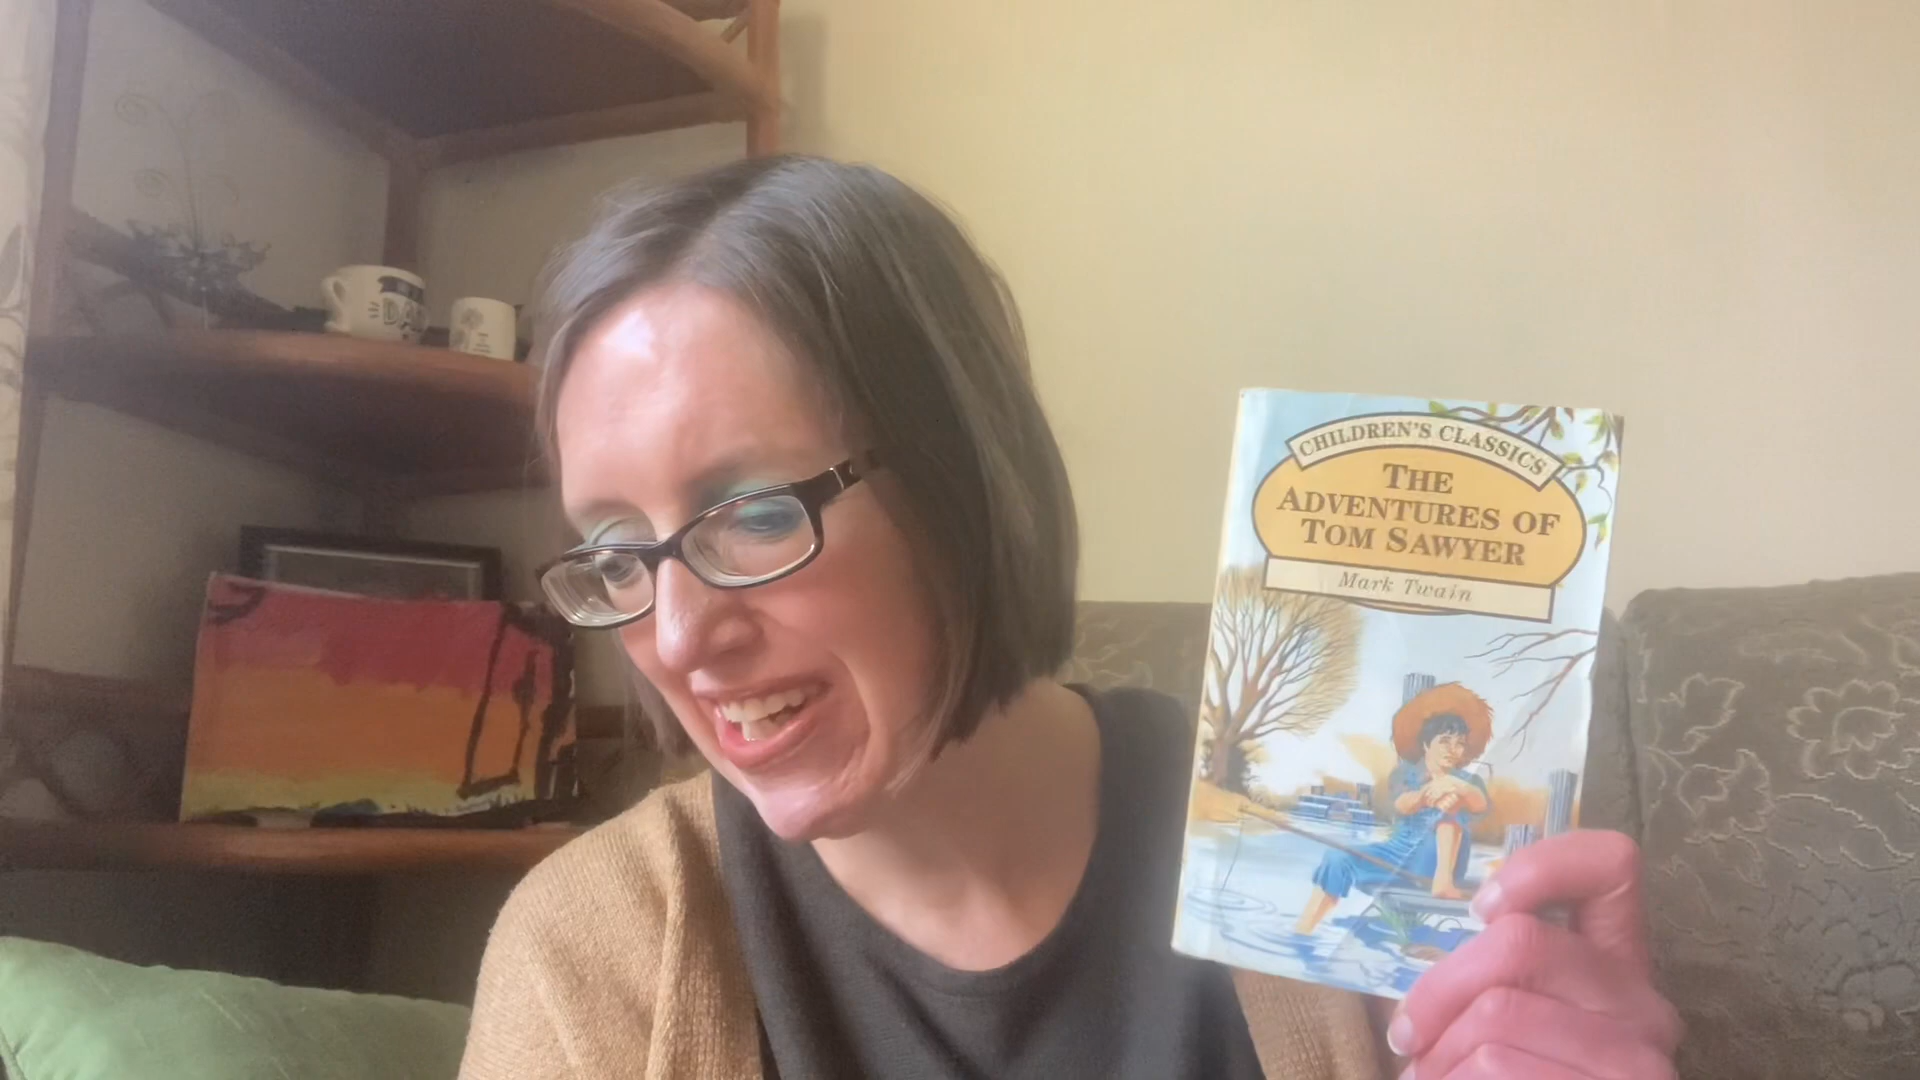 CHILDREN'S CLASSICS
THE
ADVENTURES OF
TOM SAWYER
Mark Twain